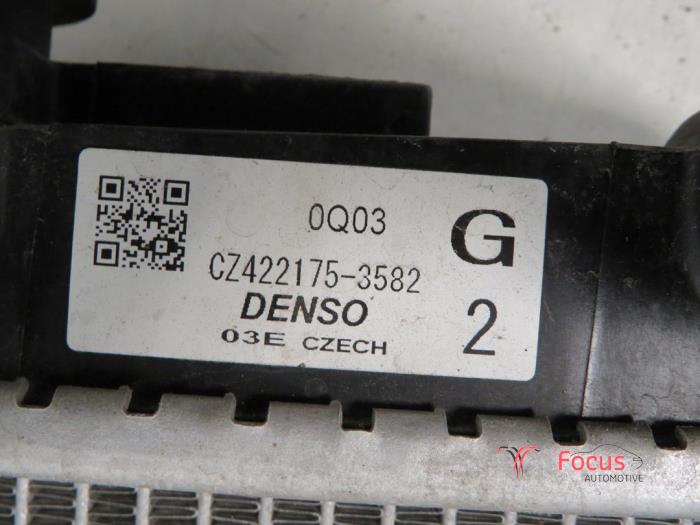 0Q03
G
CZ422175-3582
DENSO
2
03E CZECH
Focus
AUTOMOTIVE